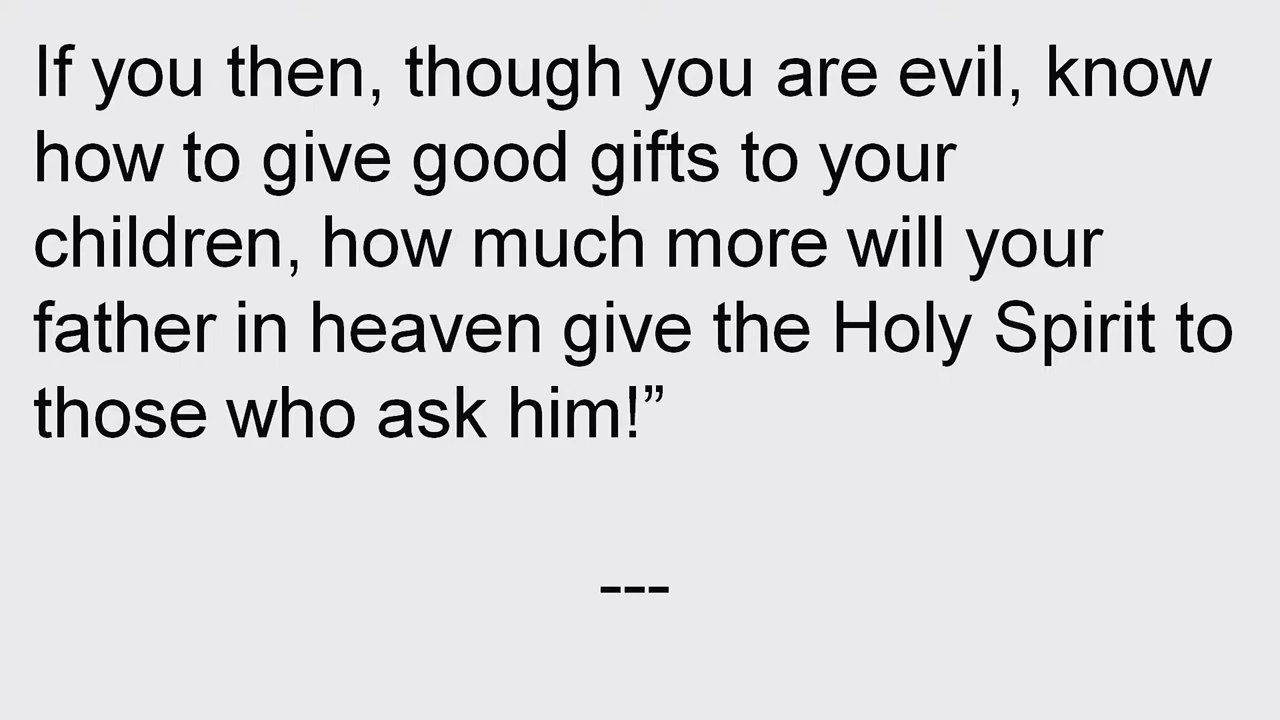 If you then, though you are evil, know
how to give good gifts to your
children, how much more will your
father in heaven give the Holy Spirit to
those who ask him!”
---